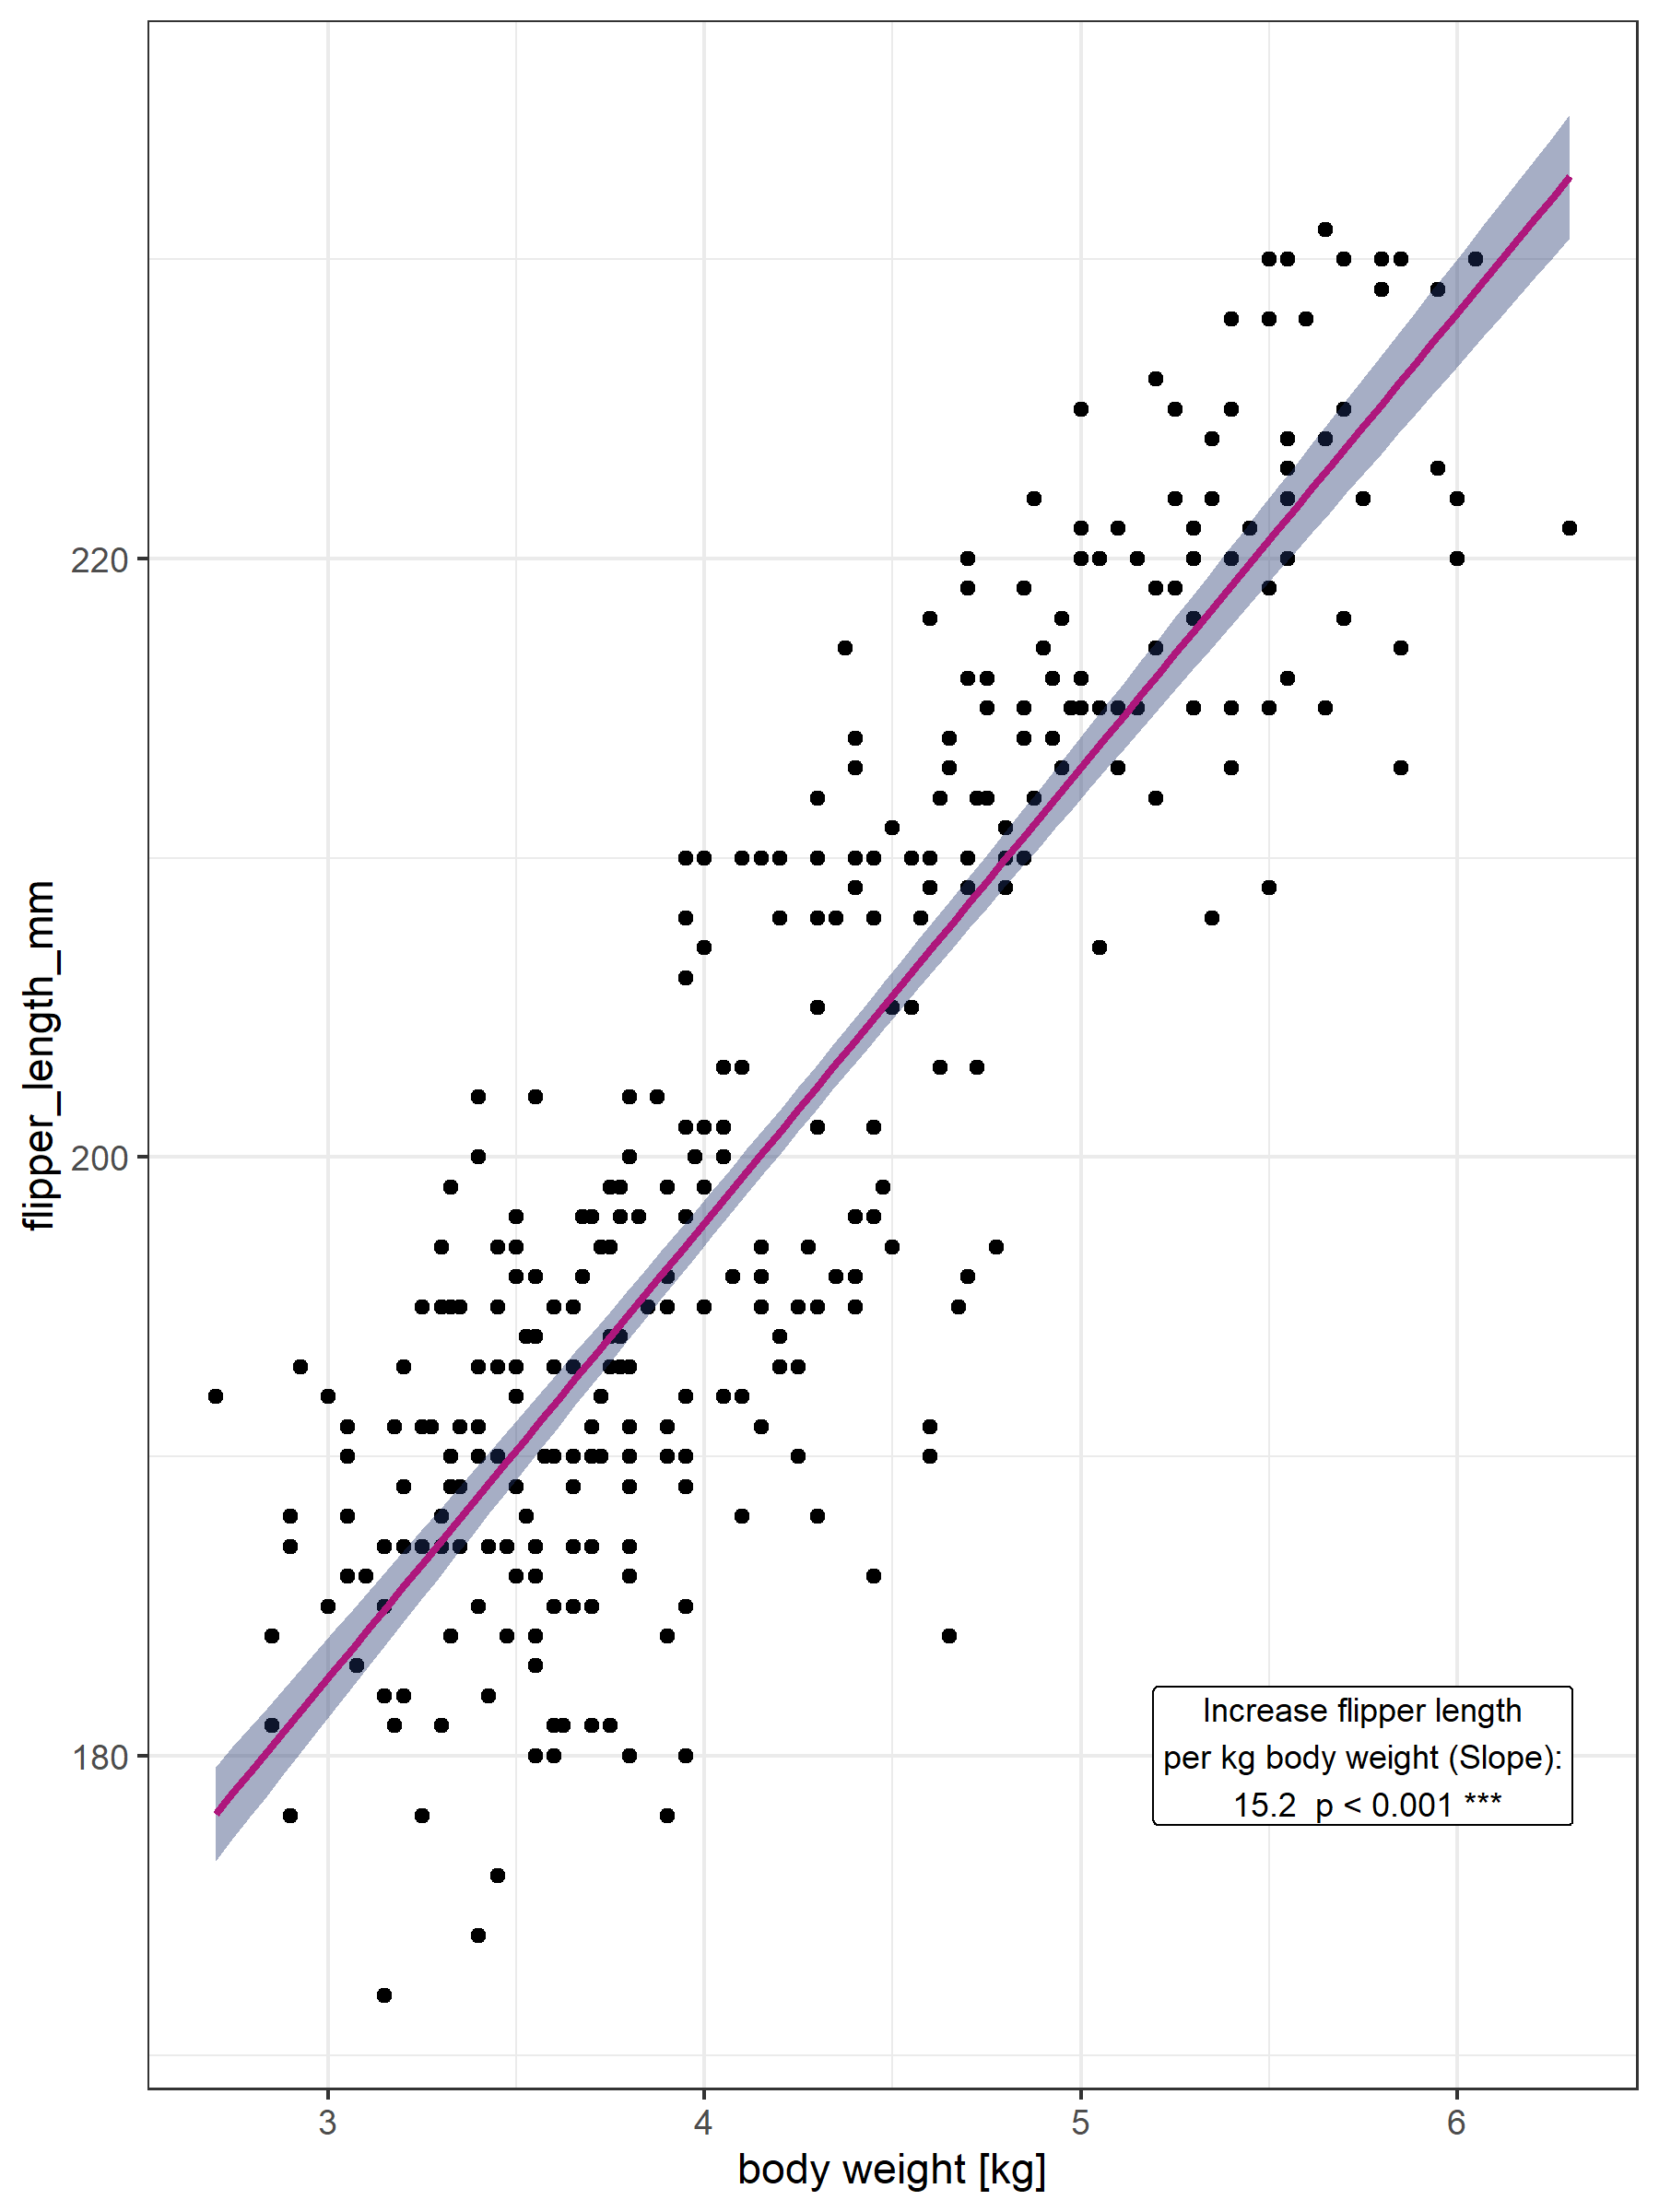 flipper_length_mm
220
200
180
Increase flipper length
per kg body weight (Slope):
15.2  p < 0.001 ***
3 4 5 6
body weight [kg]